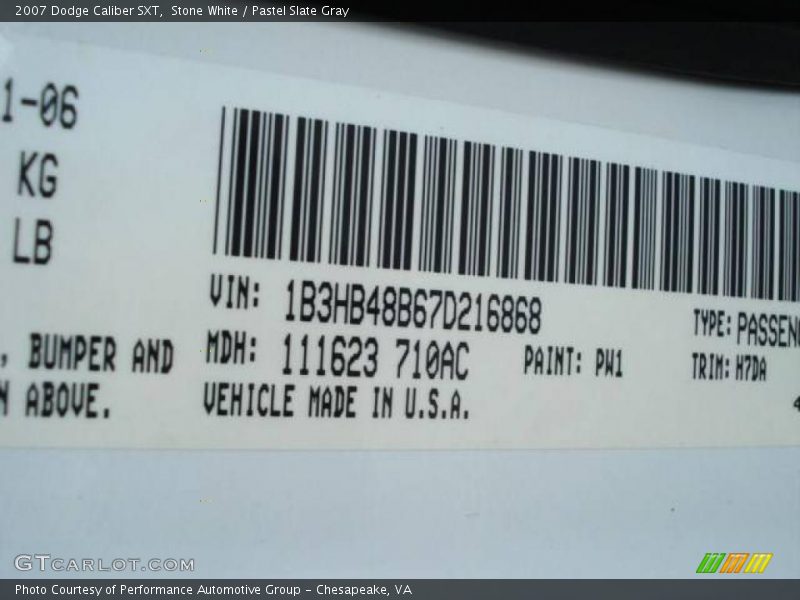 2007 Dodge Caliber SXT,  Stone White / Pastel Slate Gray
1-06
KG
LB
VIN: 1B3HB48B67D216868
TYPE: PASSEN
, BUMPER AND
MDH: 111623 710AC
PAINT: PW1
TRIM: H7DA
ABOVE.
VEHICLE MADE IN U.S.A.
GTCARLOT.COM
Photo Courtesy of Performance Automotive Group - Chesapeake, VA